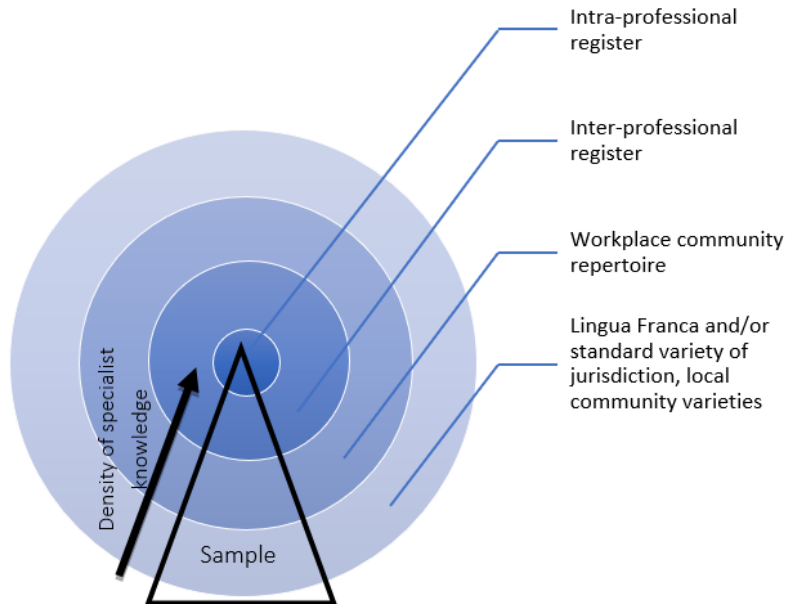 Intra-professional
register
Inter-professional
register
Workplace community
repertoire
Lingua Franca and/or
standard variety of
jurisdiction, local
community varieties
Density of specialist
knowledge
Sample